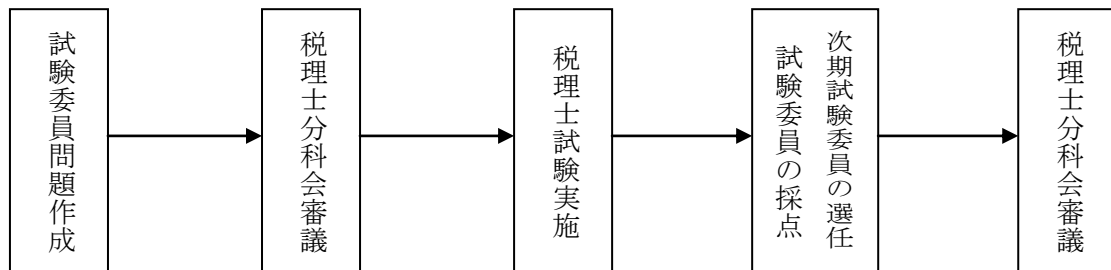 試験委員問題作成
税理士分科会審議
税理士試験実施
次期試験委員の選任
試験委員の採点
税理士分科会審議